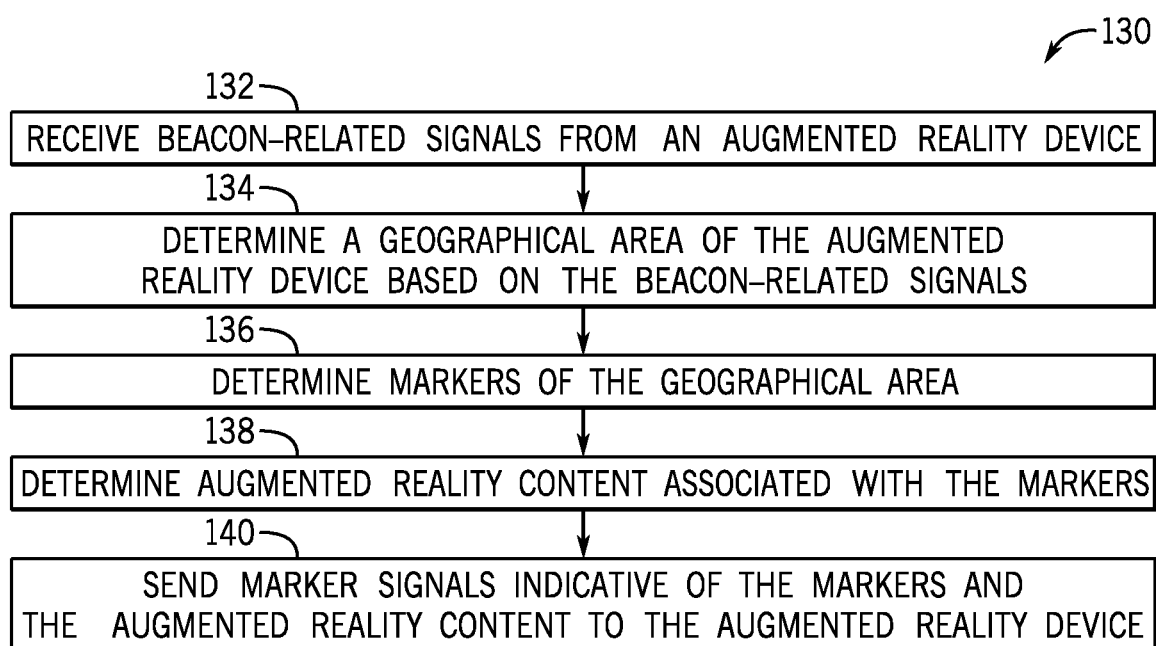 130
132
RECEIVE BEACON–RELATED SIGNALS FROM AN AUGMENTED REALITY DEVICE
134
DETERMINE A GEOGRAPHICAL AREA OF THE AUGMENTED
REALITY DEVICE BASED ON THE BEACON–RELATED SIGNALS
136
DETERMINE MARKERS OF THE GEOGRAPHICAL AREA
138
DETERMINE AUGMENTED REALITY CONTENT ASSOCIATED WITH THE MARKERS
140
SEND MARKER SIGNALS INDICATIVE OF THE MARKERS AND
THE AUGMENTED REALITY CONTENT TO THE AUGMENTED REALITY DEVICE